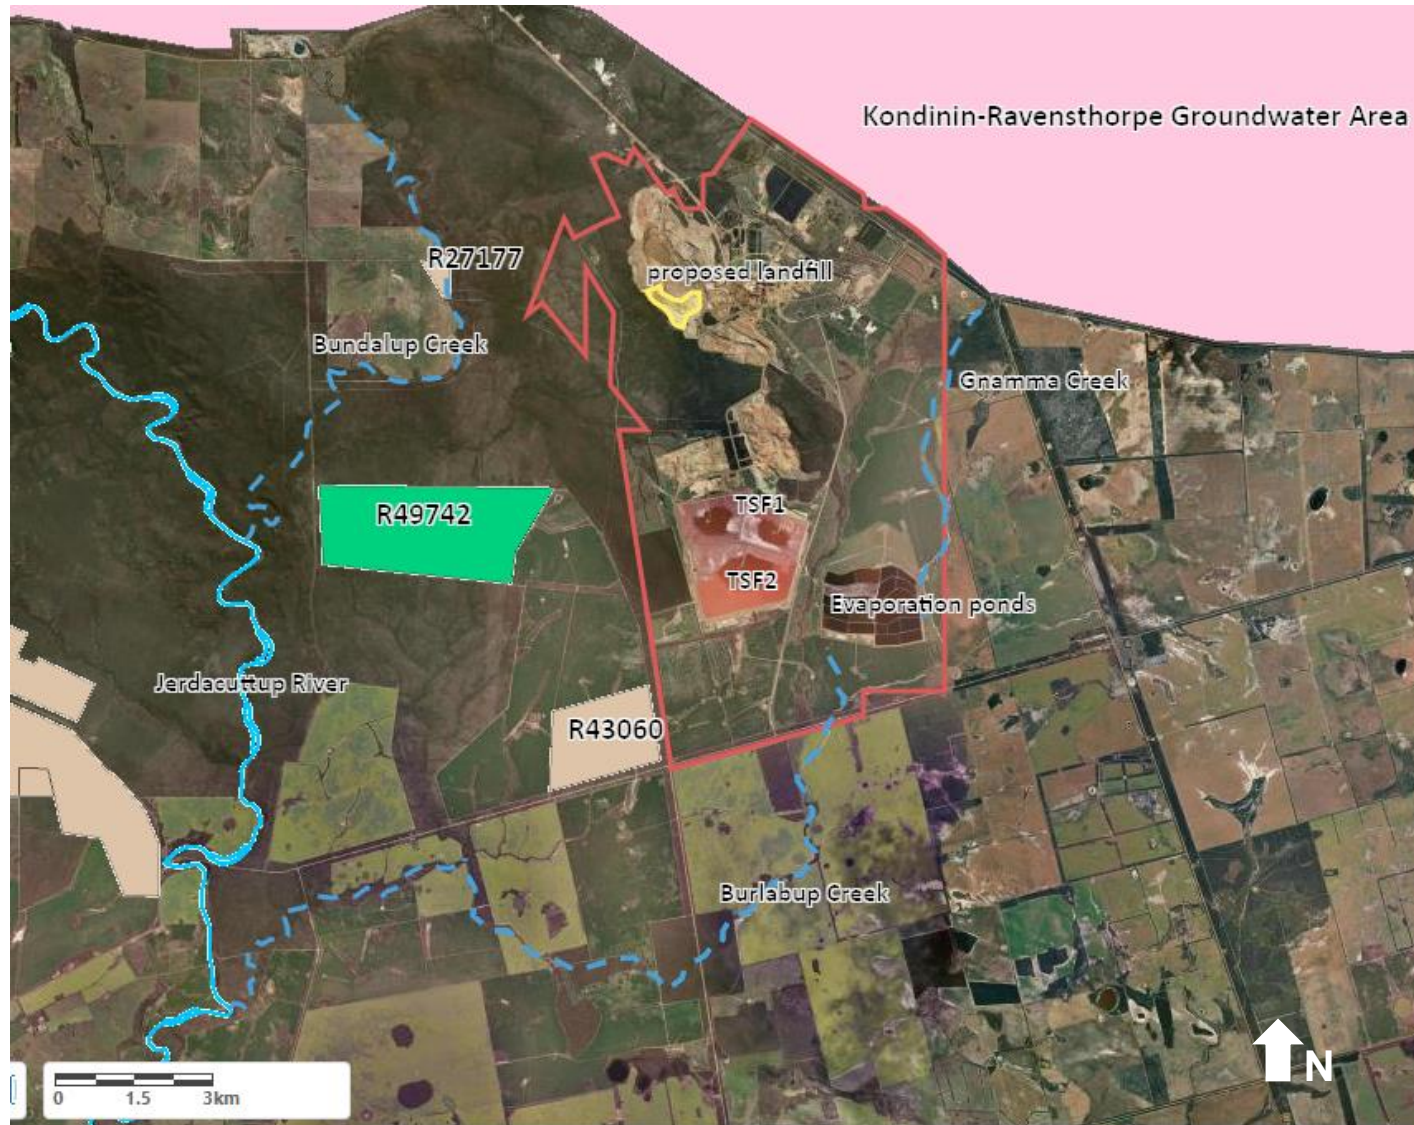 Kondinin-Ravensthorpe Groundwater Area
R27177
proposed landfill
Bundalup Creek
Gnamma Creek
R49742
TSF1
TSF2
Evaporation ponds
Jerdacuttup River
R43060
Burlabup Creek
N
0 1.5 3km